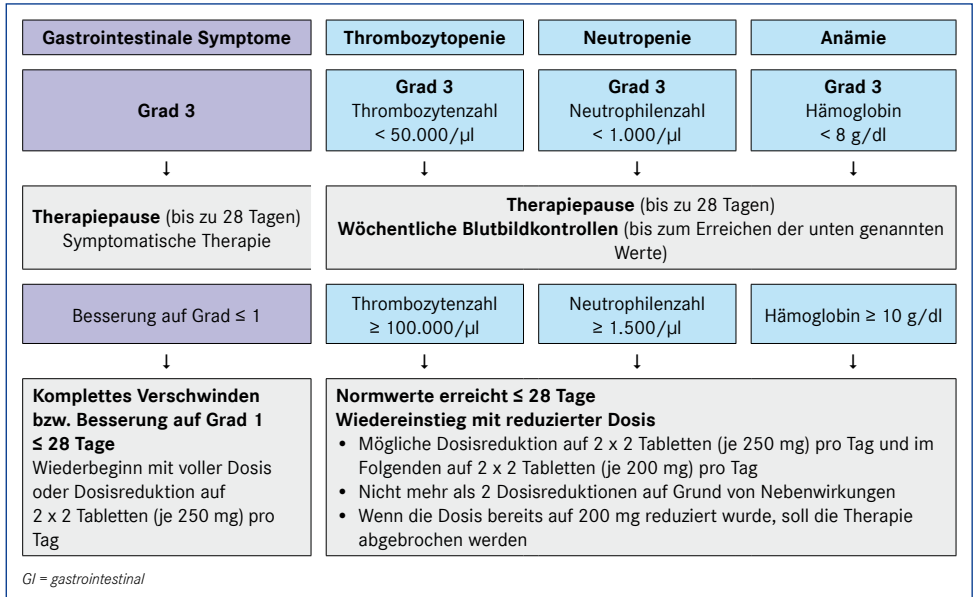 Gastrointestinale Symptome
Thrombozytopenie
Neutropenie
Anämie
Grad 3
Grad 3
Thrombozytenzahl
< 50.000/µl
Grad 3
Neutrophilenzahl
< 1.000/µl
Grad 3
Hämoglobin
< 8 g/dl
↓
↓
↓
↓
Therapiepause (bis zu 28 Tagen)
Symptomatische Therapie
Therapiepause (bis zu 28 Tagen)
Wöchentliche Blutbildkontrollen (bis zum Erreichen der unten genannten
Werte)
Besserung auf Grad ≤ 1
Thrombozytenzahl
≥ 100.000/µl
Neutrophilenzahl
≥ 1.500/µl
Hämoglobin ≥ 10 g/dl
↓
↓
↓
↓
Komplettes Verschwinden
bzw. Besserung auf Grad 1
≤ 28 Tage
Wiederbeginn mit voller Dosis
oder Dosisreduktion auf
2 x 2 Tabletten (je 250 mg) pro
Tag
Normwerte erreicht ≤ 28 Tage
Wiedereinstieg mit reduzierter Dosis
• Mögliche Dosisreduktion auf 2 x 2 Tabletten (je 250 mg) pro Tag und im
Folgenden auf 2 x 2 Tabletten (je 200 mg) pro Tag
• Nicht mehr als 2 Dosisreduktionen auf Grund von Nebenwirkungen
• Wenn die Dosis bereits auf 200 mg reduziert wurde, soll die Therapie
abgebrochen werden
GI = gastrointestinal